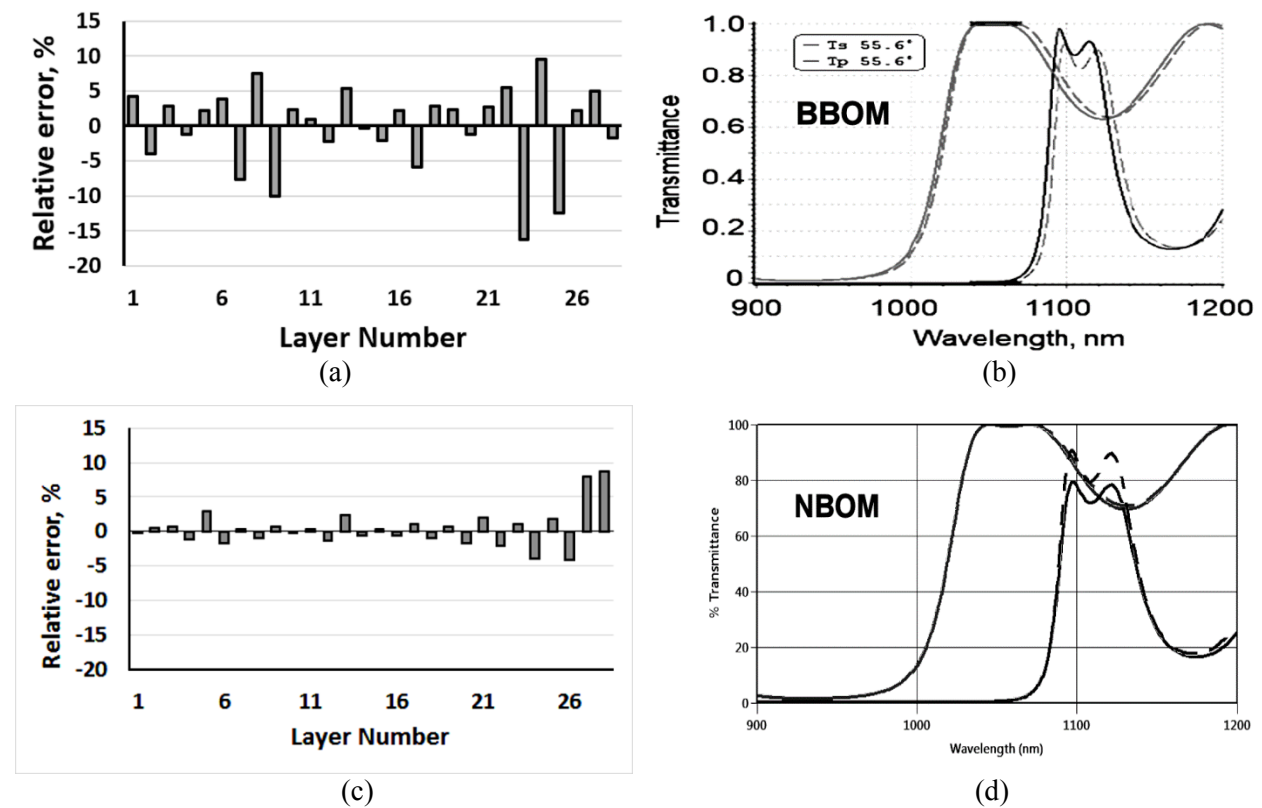 15
10
5
0
-5
-10
-15
-20
1 6 11 16 21 26
Relative error, %
Layer Number
(a)
1.0
0.8
0.6
0.4
0.2
0
Ts 55.6°
Tp 55.6°
BBOM
Transmittance
900 1000 1100 1200
Wavelength, nm
(b)
15
10
5
0
-5
-10
-15
-20
1 6 11 16 21 26
Relative error, %
Layer Number
(c)
100
80
60
40
20
0
NBOM
% Transmittance
900 1000 1100 1200
Wavelength (nm)
(d)